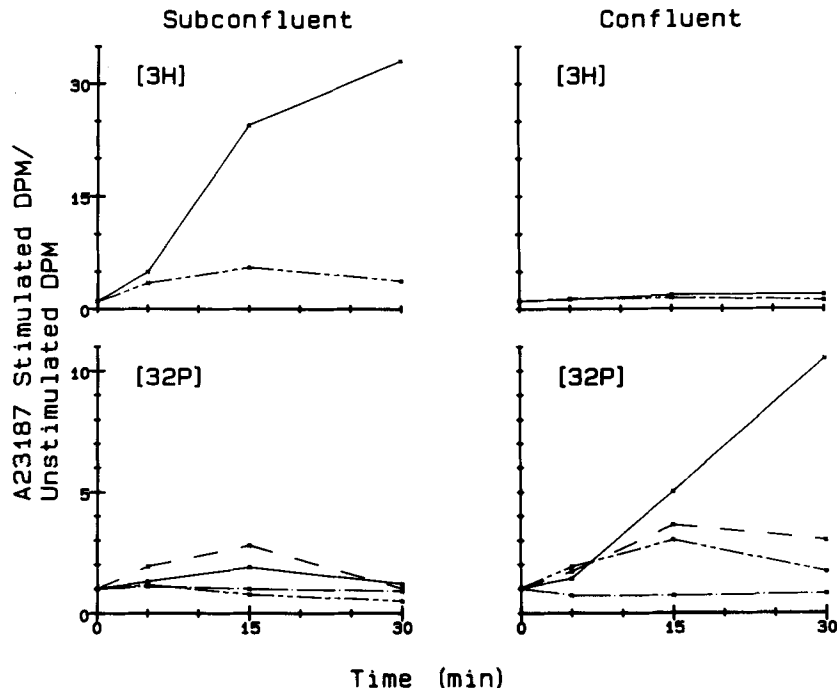 Subconfluent
Confluent
[3H]
[3H]
30
15
0
0
A23187 Stimulated DPM/
Unstimulated DPM
[32P]
[32P]
10
5
0
0
15
30
0
15
30
Time (min)